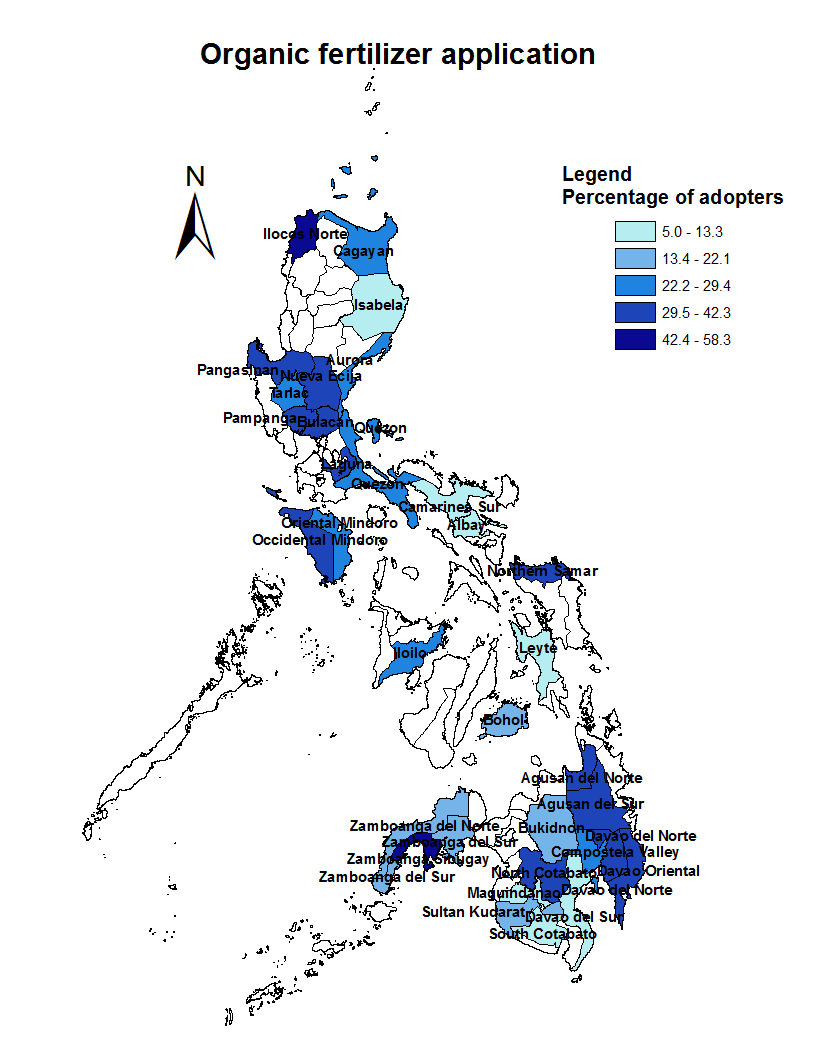 Organic fertilizer application
N
Legend
Percentage of adopters
5.0 - 13.3
13.4 - 22.1
22.2 - 29.4
29.5 - 42.3
42.4 - 58.3
Ilocos Norte
Cagayan
Isabela
Aurora
Pangasinan
Nueva Ecija
Tarlac
Pampanga
Bulacan
Quezon
Laguna
Quezon
Camarines Sur
Albay
Oriental Mindoro
Occidental Mindoro
Northern Samar
Leyte
Iloilo
Bohol
Agusan del Norte
Agusan del Sur
Zamboanga del Norte
Bukidnon
Davao del Norte
Zamboanga del Sur
Compostela Valley
Zamboanga Sibugay
North Cotabato
Davao Oriental
Zamboanga del Sur
Maguindanao
Davao del Norte
Sultan Kudarat
Davao del Sur
South Cotabato